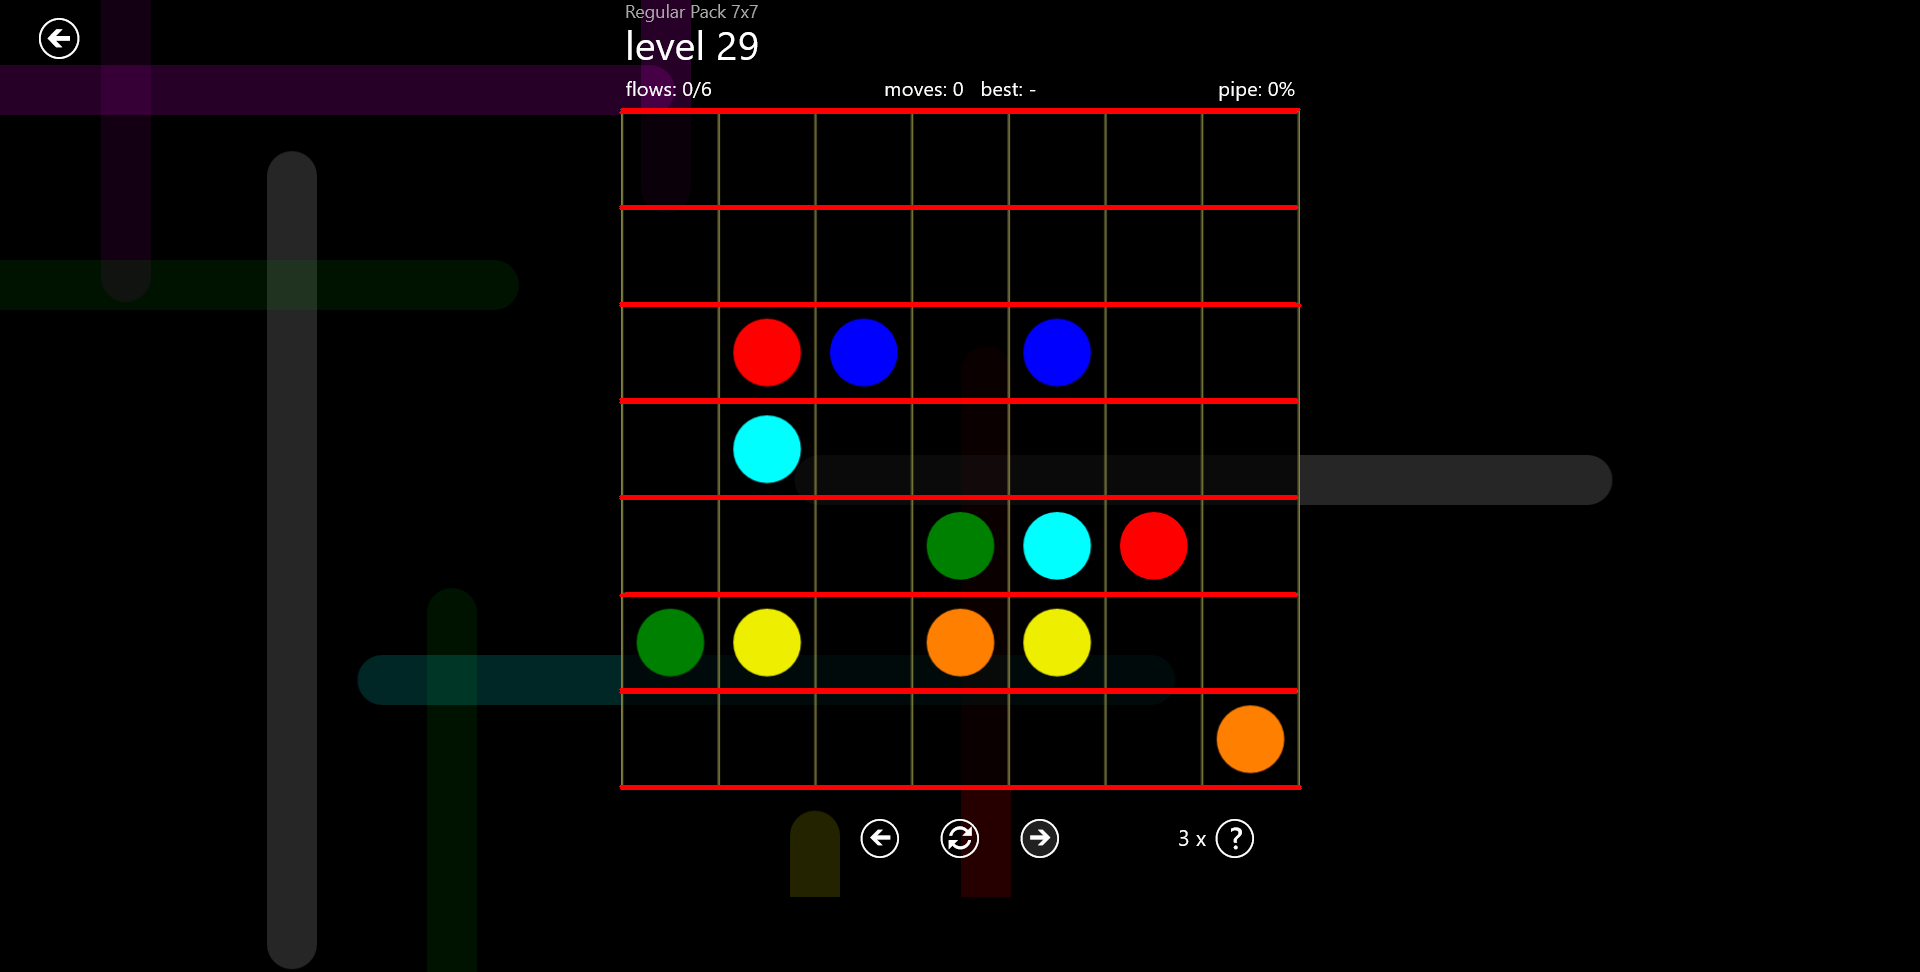 Regular Pack 7x7
level 29
flows: 0/6 moves: 0 best: - pipe: 0%
3 x ?